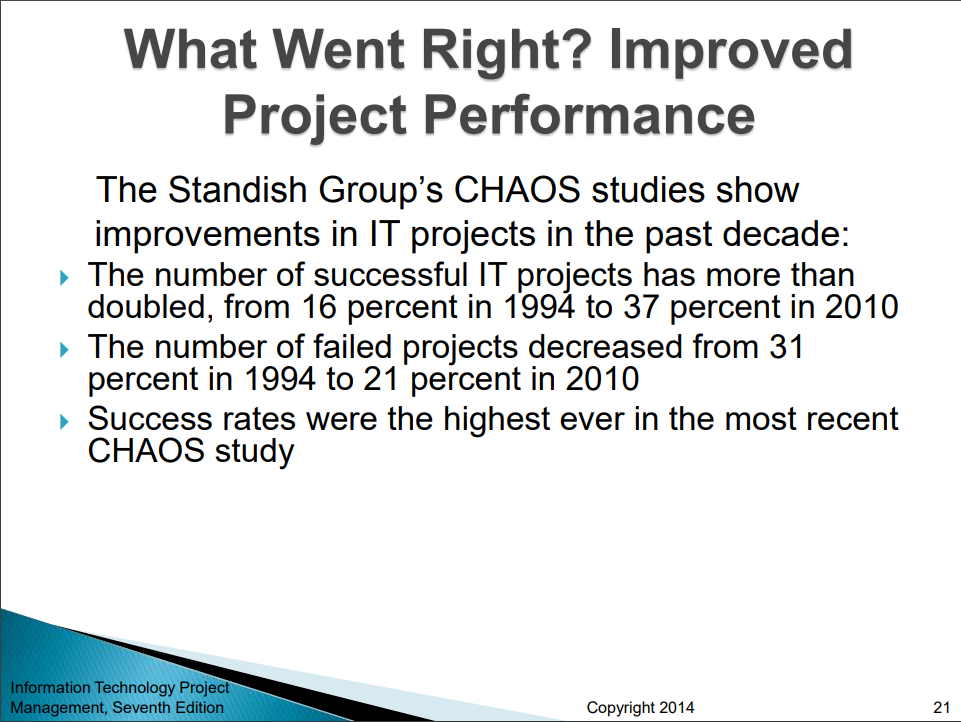 What Went Right? Improved
Project Performance
The Standish Group’s CHAOS studies show
improvements in IT projects in the past decade:
The number of successful IT projects has more than
doubled, from 16 percent in 1994 to 37 percent in 2010
The number of failed projects decreased from 31
percent in 1994 to 21 percent in 2010
Success rates were the highest ever in the most recent
CHAOS study
Information Technology Project
Management, Seventh Edition
Copyright 2014
21